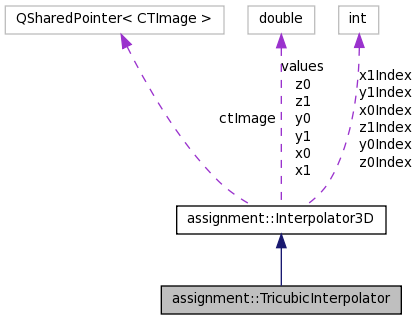 QSharedPointer< CTImage >
double
int
ctImage
values
z0
z1
y0
y1
x0
x1
x1Index
y1Index
x0Index
z1Index
y0Index
z0Index
assignment::Interpolator3D
assignment::TricubicInterpolator